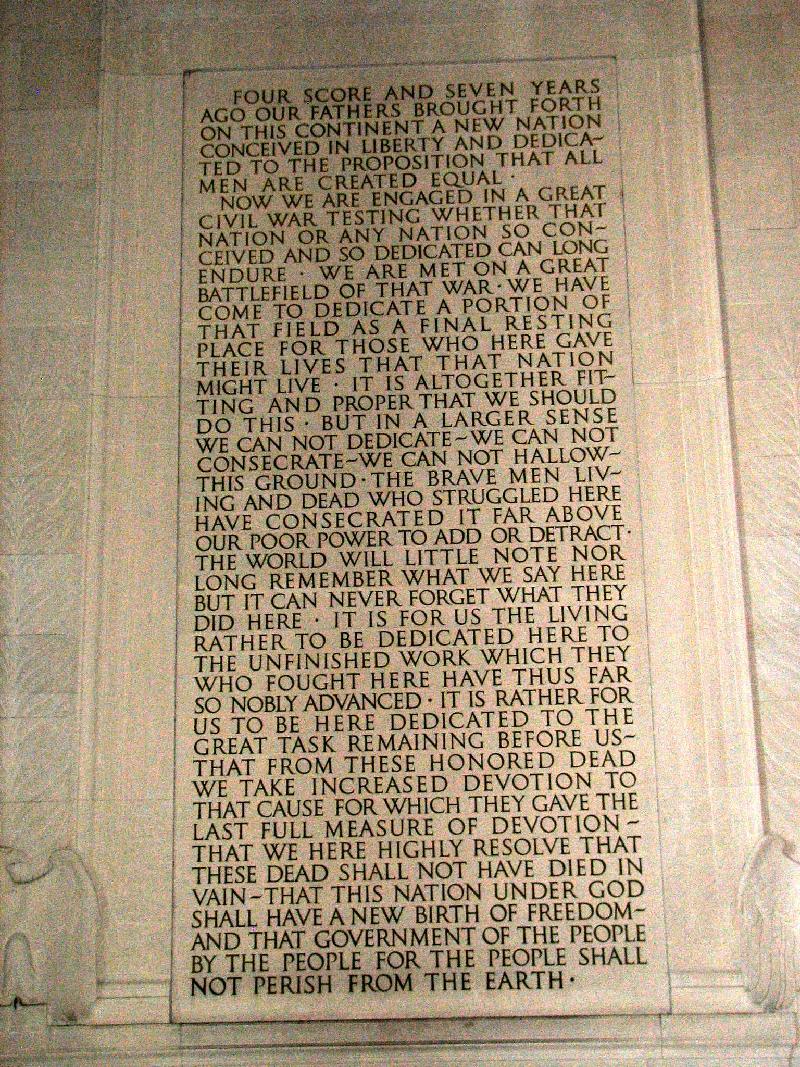 FOUR SCORE AND SEVEN YEARS
AGO OUR FATHERS BROUGHT FORTH
ON THIS CONTINENT A NEW NATION
CONCEIVED IN LIBERTY AND DEDICA~
TED TO THE PROPOSITION THAT ALL
MEN ARE CREATED EQUAL ·
NOW WE ARE ENGAGED IN A GREAT
CIVIL WAR TESTING WHETHER THAT
NATION OR ANY NATION SO CON~
CEIVED AND SO DEDICATED CAN LONG
ENDURE · WE ARE MET ON A GREAT
BATTLEFIELD OF THAT WAR · WE HAVE
COME TO DEDICATE A PORTION OF
THAT FIELD AS A FINAL RESTING
PLACE FOR THOSE WHO HERE GAVE
THEIR LIVES THAT THAT NATION
MIGHT LIVE · IT IS ALTOGETHER FIT~
TING AND PROPER THAT WE SHOULD
DO THIS · BUT IN A LARGER SENSE
WE CAN NOT DEDICATE~WE CAN NOT
CONSECRATE~WE CAN NOT HALLOW~
THIS GROUND · THE BRAVE MEN LIV~
ING AND DEAD WHO STRUGGLED HERE
HAVE CONSECRATED IT FAR ABOVE
OUR POOR POWER TO ADD OR DETRACT ·
THE WORLD WILL LITTLE NOTE NOR
LONG REMEMBER WHAT WE SAY HERE
BUT IT CAN NEVER FORGET WHAT THEY
DID HERE · IT IS FOR US THE LIVING
RATHER TO BE DEDICATED HERE TO
THE UNFINISHED WORK WHICH THEY
WHO FOUGHT HERE HAVE THUS FAR
SO NOBLY ADVANCED · IT IS RATHER FOR
US TO BE HERE DEDICATED TO THE
GREAT TASK REMAINING BEFORE US~
THAT FROM THESE HONORED DEAD
WE TAKE INCREASED DEVOTION TO
THAT CAUSE FOR WHICH THEY GAVE THE
LAST FULL MEASURE OF DEVOTION~
THAT WE HERE HIGHLY RESOLVE THAT
THESE DEAD SHALL NOT HAVE DIED IN
VAIN~THAT THIS NATION UNDER GOD
SHALL HAVE A NEW BIRTH OF FREEDOM~
AND THAT GOVERNMENT OF THE PEOPLE
BY THE PEOPLE FOR THE PEOPLE SHALL
NOT PERISH FROM THE EARTH ·